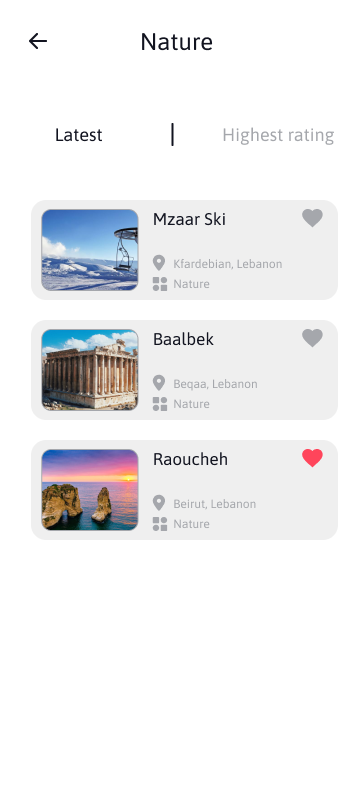 Nature
Latest
Highest rating
Mzaar Ski
Kfardebian, Lebanon
Nature
Baalbek
Beqaa, Lebanon
Nature
Raoucheh
Beirut, Lebanon
Nature